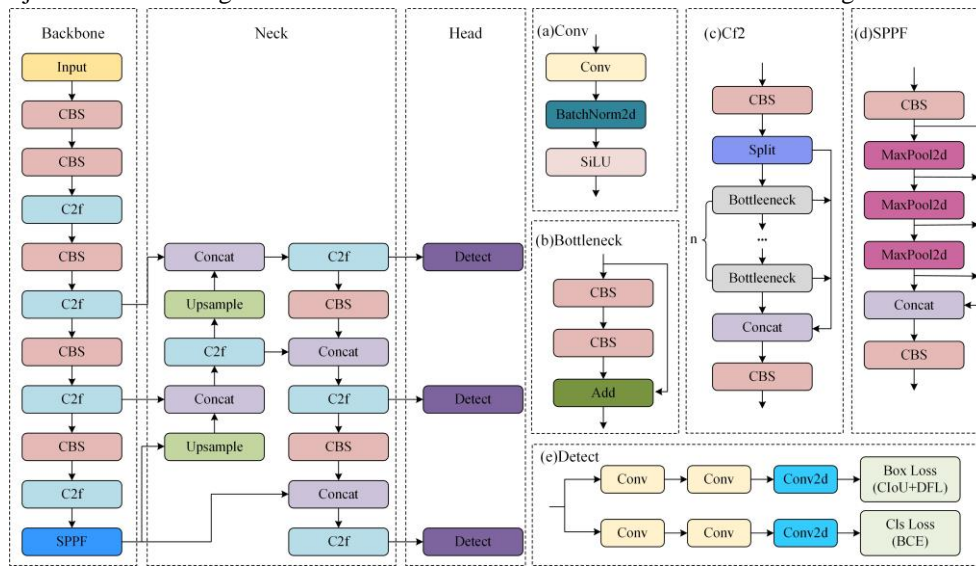 Backbone
Input
CBS
CBS
C2f
CBS
C2f
CBS
C2f
CBS
C2f
SPPF
Neck
Concat
Upsample
C2f
Concat
Upsample
C2f
CBS
Concat
C2f
CBS
Concat
C2f
Head
Detect
Detect
Detect
(a)Conv
Conv
BatchNorm2d
SiLU
(b)Bottleneck
CBS
CBS
Add
(c)Cf2
CBS
Split
Bottleneck
n
...
Bottleneck
Concat
CBS
(d)SPPF
CBS
MaxPool2d
MaxPool2d
MaxPool2d
Concat
CBS
(e)Detect
Conv
Conv
Conv2d
Box Loss
(CIoU+DFL)
Conv
Conv
Conv2d
Cls Loss
(BCE)